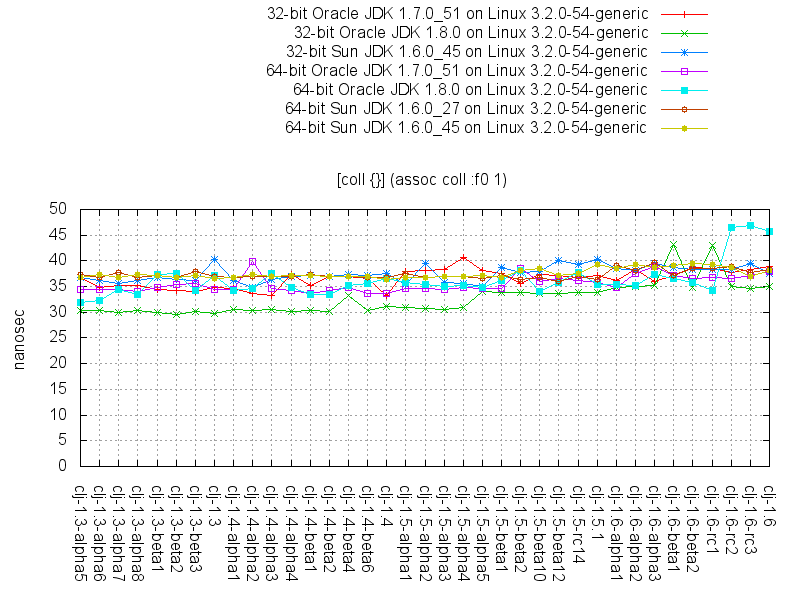 32-bit Oracle JDK 1.7.0_51 on Linux 3.2.0-54-generic
32-bit Oracle JDK 1.8.0 on Linux 3.2.0-54-generic
32-bit Sun JDK 1.6.0_45 on Linux 3.2.0-54-generic
64-bit Oracle JDK 1.7.0_51 on Linux 3.2.0-54-generic
64-bit Oracle JDK 1.8.0 on Linux 3.2.0-54-generic
64-bit Sun JDK 1.6.0_27 on Linux 3.2.0-54-generic
64-bit Sun JDK 1.6.0_45 on Linux 3.2.0-54-generic
[coll {}] (assoc coll :f0 1)
50
45
40
35
30
25
20
15
10
5
0
nanosec
clj-1.3-alpha5
clj-1.3-alpha6
clj-1.3-alpha7
clj-1.3-alpha8
clj-1.3-beta1
clj-1.3-beta2
clj-1.3-beta3
clj-1.3
clj-1.4-alpha1
clj-1.4-alpha2
clj-1.4-alpha3
clj-1.4-alpha4
clj-1.4-beta1
clj-1.4-beta2
clj-1.4-beta4
clj-1.4-beta6
clj-1.4
clj-1.5-alpha1
clj-1.5-alpha2
clj-1.5-alpha3
clj-1.5-alpha4
clj-1.5-alpha5
clj-1.5-beta1
clj-1.5-beta2
clj-1.5-beta10
clj-1.5-beta12
clj-1.5-rc14
clj-1.5.1
clj-1.6-alpha1
clj-1.6-alpha2
clj-1.6-alpha3
clj-1.6-beta1
clj-1.6-beta2
clj-1.6-rc1
clj-1.6-rc2
clj-1.6-rc3
clj-1.6